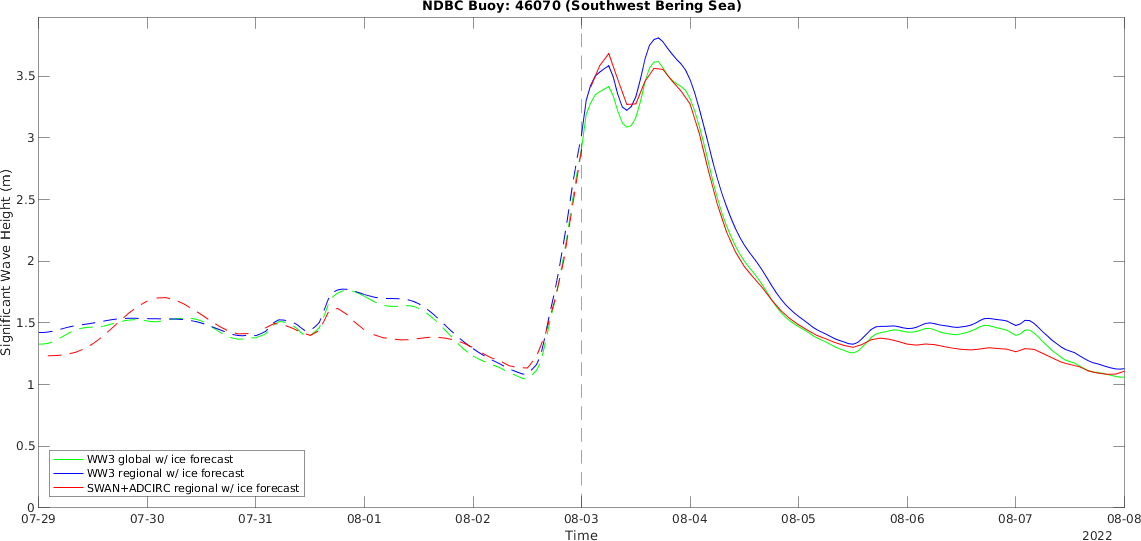 NDBC Buoy: 46070 (Southwest Bering Sea)
Significant Wave Height (m)
3.5
3
2.5
2
1.5
1
0.5
0
WW3 global w/ ice forecast
WW3 regional w/ ice forecast
SWAN+ADCIRC regional w/ ice forecast
07-29 07-30 07-31 08-01 08-02 08-03 08-04 08-05 08-06 08-07 08-08
Time
2022